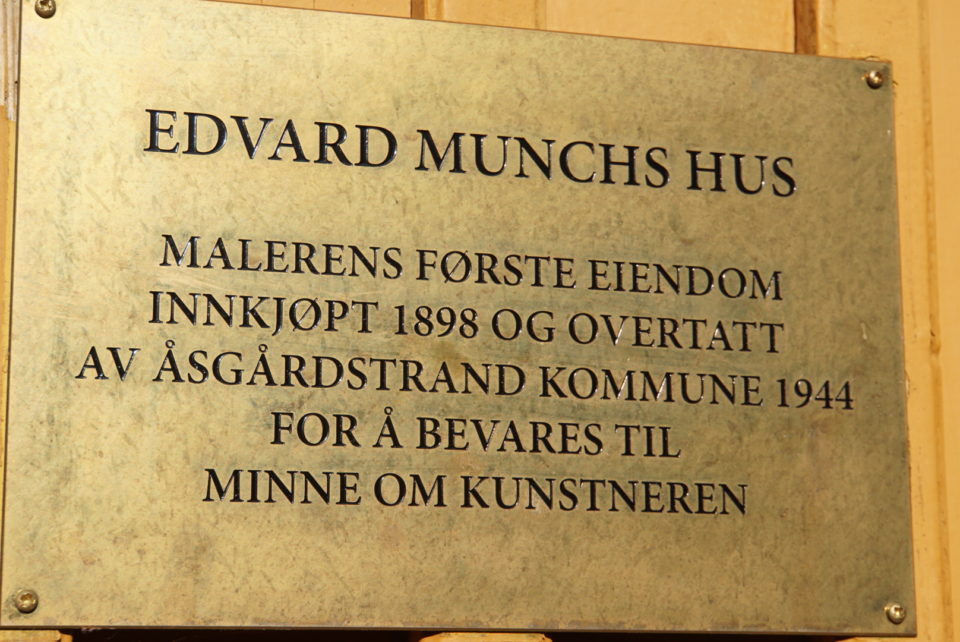 EDVARD MUNCHS HUS
MALERENS FØRSTE EIENDOM
INNKJØPT 1898 OG OVERTATT
AV ÅSGÅRDSTRAND KOMMUNE 1944
FOR Å BEVARES TIL
MINNE OM KUNSTNEREN